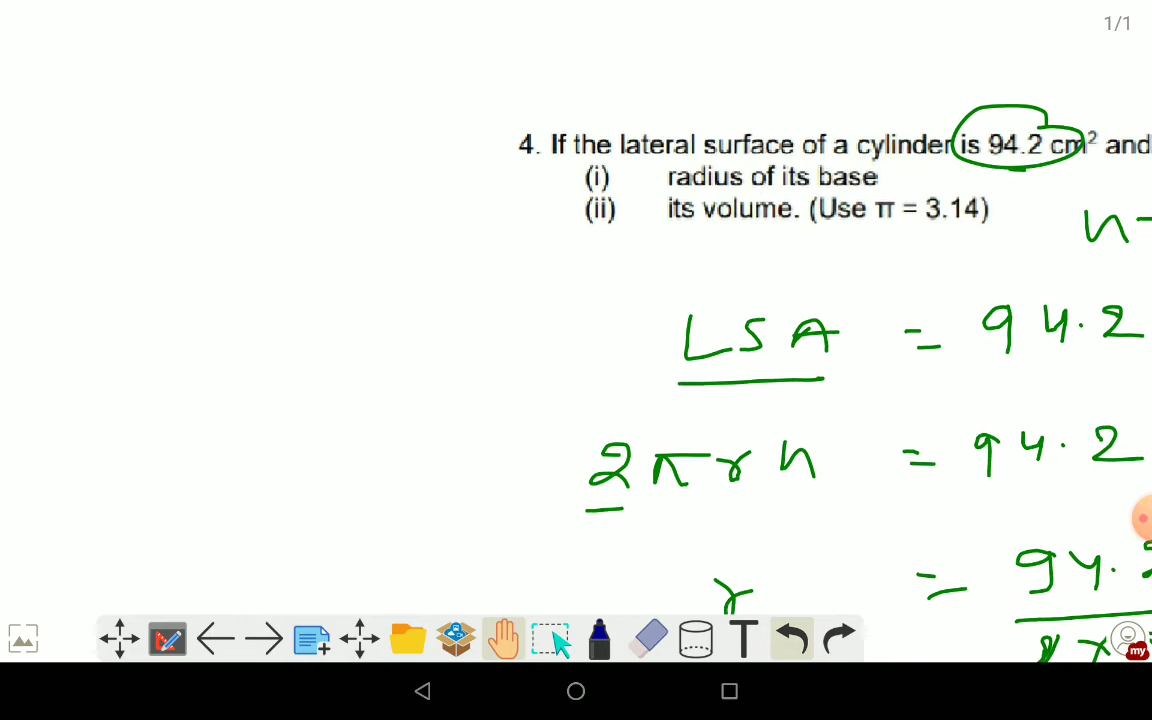 1/1
4. If the lateral surface of a cylinder is 94.2 cm² and
(i) radius of its base
(ii) its volume. (Use π = 3.14)
h
LSA = 94.2
2πrh = 94.2
r = 94.
T
my